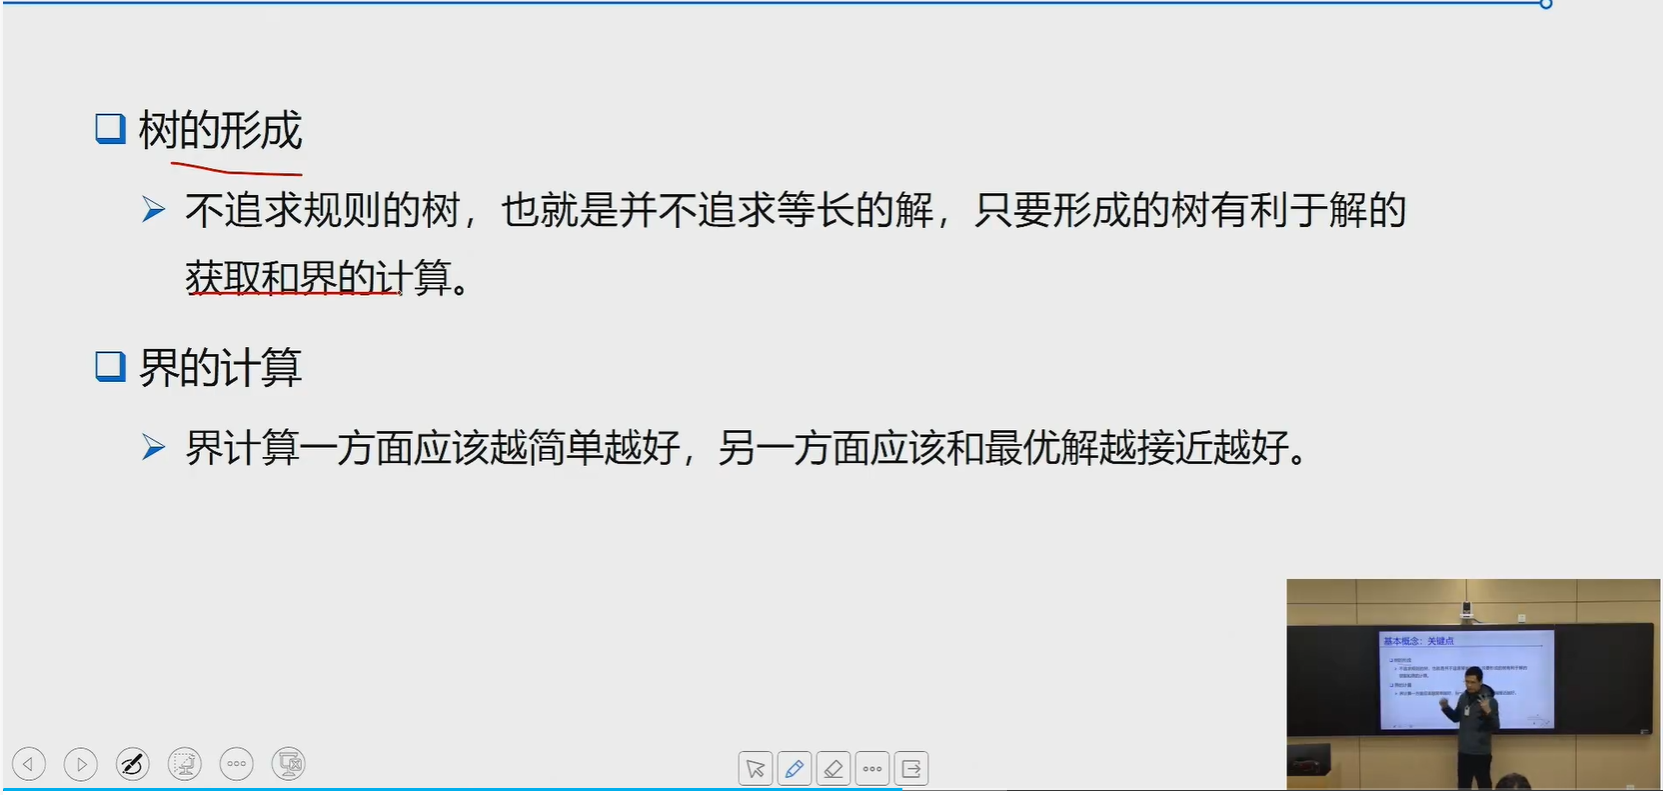 树的形成
不追求规则的树，也就是并不追求等长的解，只要形成的树有利于解的
获取和界的计算。
界的计算
界计算一方面应该越简单越好，另一方面应该和最优解越接近越好。
基本概念：关键点